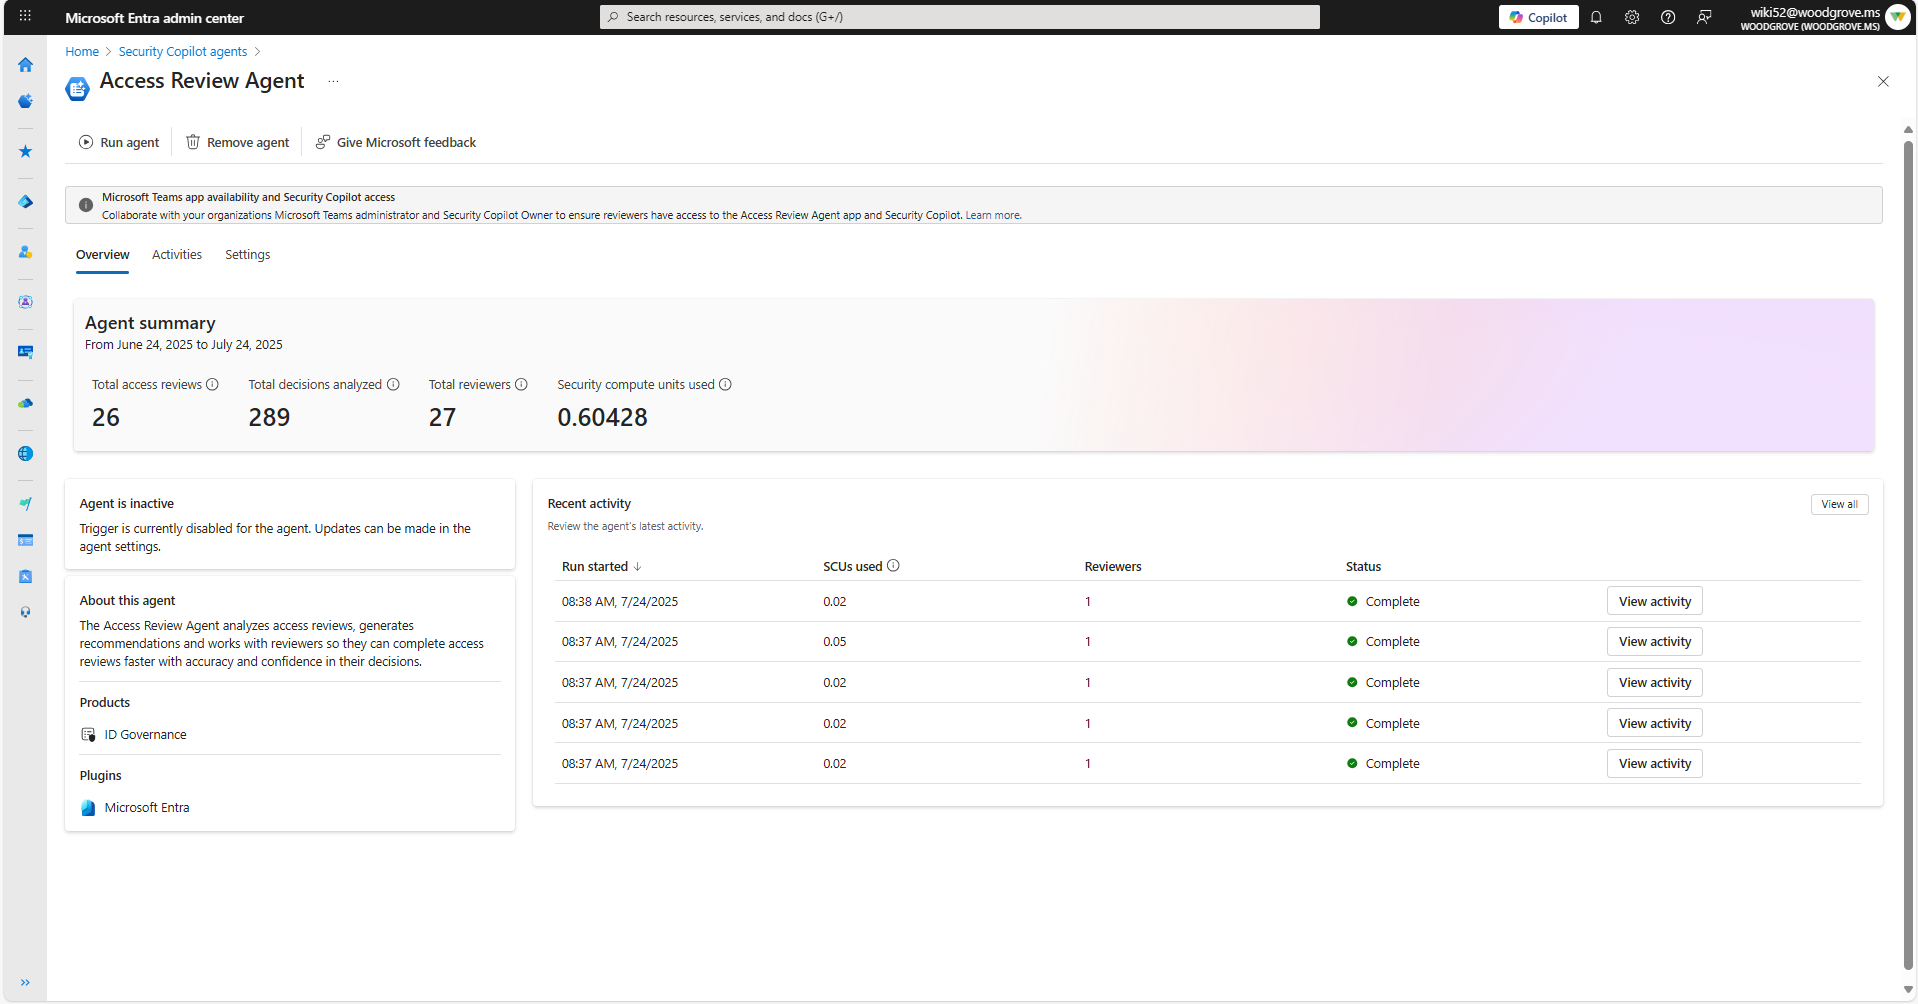 Microsoft Entra admin center
Search resources, services, and docs (G+/)
Copilot
wiki52@woodgrove.ms
WOODGROVE (WOODGROVE.MS)
Home > Security Copilot agents >
Access Review Agent ...
Run agent
Remove agent
Give Microsoft feedback
Microsoft Teams app availability and Security Copilot access
Collaborate with your organizations Microsoft Teams administrator and Security Copilot Owner to ensure reviewers have access to the Access Review Agent app and Security Copilot. Learn more.
Overview
Activities
Settings
Agent summary
From June 24, 2025 to July 24, 2025
Total access reviews
26
Total decisions analyzed
289
Total reviewers
27
Security compute units used
0.60428
Agent is inactive
Trigger is currently disabled for the agent. Updates can be made in the
agent settings.
About this agent
The Access Review Agent analyzes access reviews, generates
recommendations and works with reviewers so they can complete access
reviews faster with accuracy and confidence in their decisions.
Products
ID Governance
Plugins
Microsoft Entra
Recent activity
View all
Review the agent's latest activity.
Run started ↓ SCUs used Reviewers Status
08:38 AM, 7/24/2025 0.02 1 Complete View activity
08:37 AM, 7/24/2025 0.05 1 Complete View activity
08:37 AM, 7/24/2025 0.02 1 Complete View activity
08:37 AM, 7/24/2025 0.02 1 Complete View activity
08:37 AM, 7/24/2025 0.02 1 Complete View activity